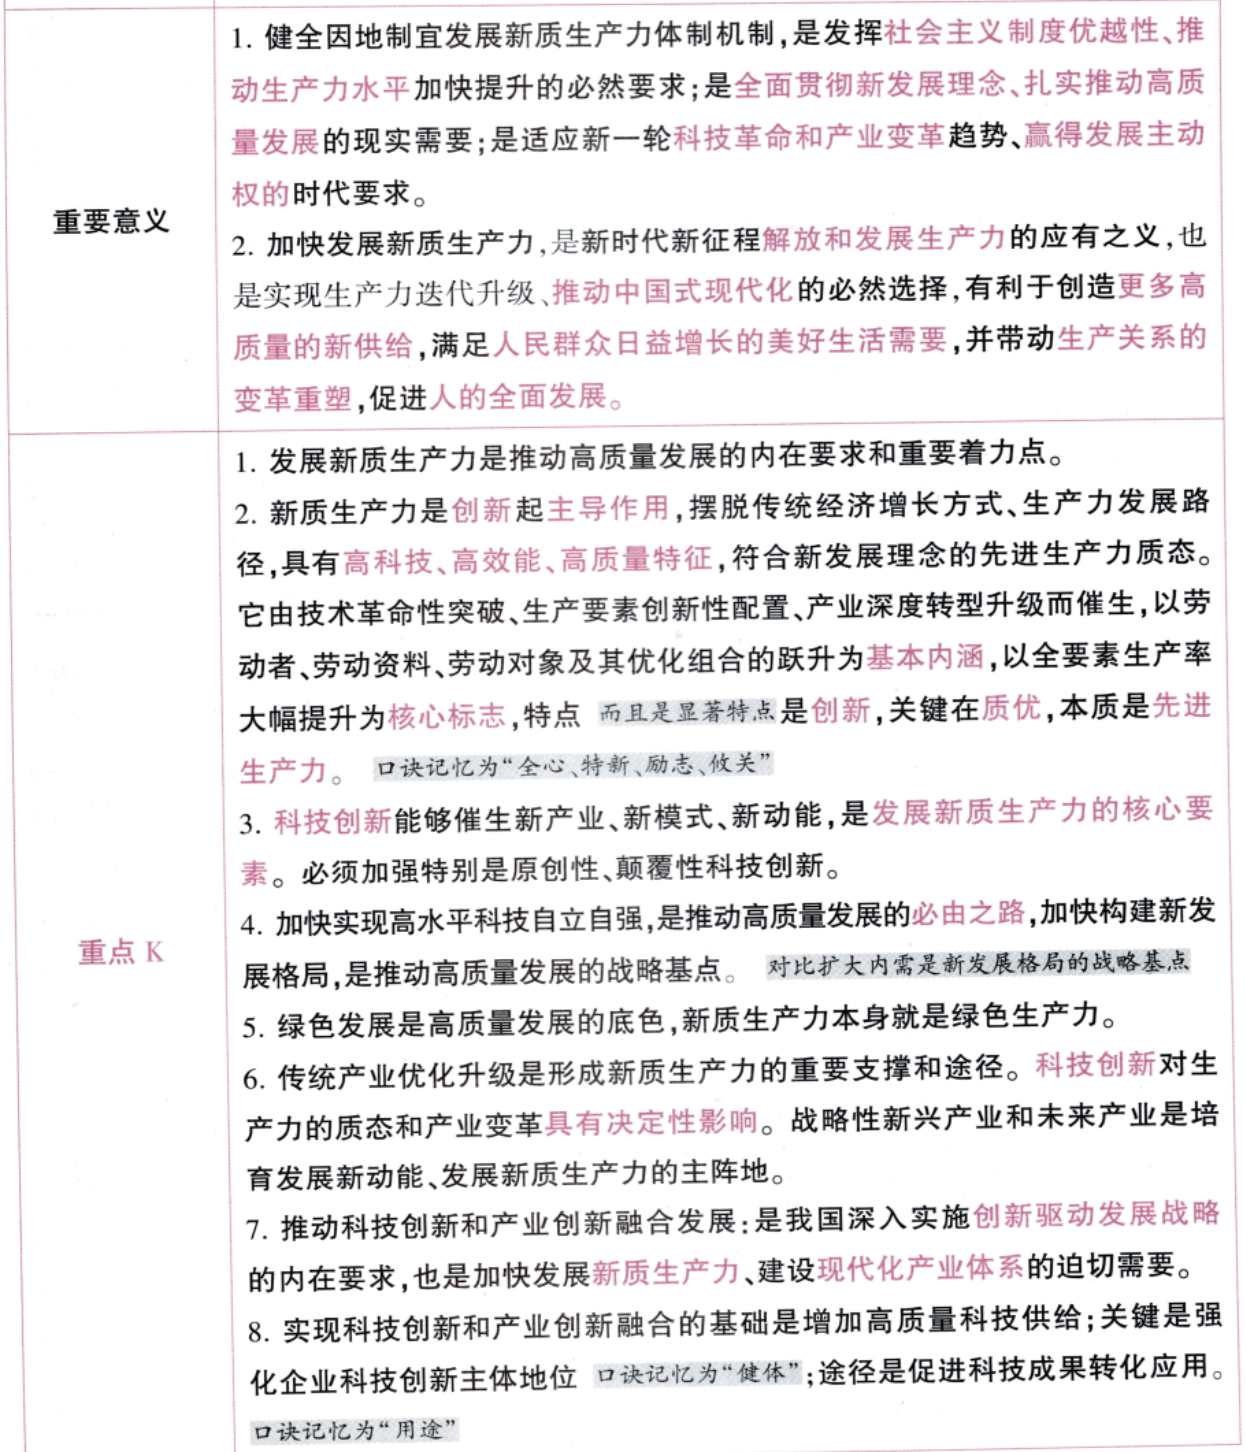 重要意义
1. 健全因地制宜发展新质生产力体制机制,是发挥社会主义制度优越性、推
动生产力水平加快提升的必然要求;是全面贯彻新发展理念、扎实推动高质
量发展的现实需要;是适应新一轮科技革命和产业变革趋势、赢得发展主动
权的时代要求。
2. 加快发展新质生产力,是新时代新征程解放和发展生产力的应有之义,也
是实现生产力迭代升级、推动中国式现代化的必然选择,有利于创造更多高
质量的新供给,满足人民群众日益增长的美好生活需要,并带动生产关系的
变革重塑,促进人的全面发展。
重点 K
1. 发展新质生产力是推动高质量发展的内在要求和重要着力点。
2. 新质生产力是创新起主导作用,摆脱传统经济增长方式、生产力发展路
径,具有高科技、高效能、高质量特征,符合新发展理念的先进生产力质态。
它由技术革命性突破、生产要素创新性配置、产业深度转型升级而催生,以劳
动者、劳动资料、劳动对象及其优化组合的跃升为基本内涵,以全要素生产率
大幅提升为核心标志,特点 而且是显著特点是创新,关键在质优,本质是先进
生产力。 口诀记忆为“全心、特新、励志、攸关”
3. 科技创新能够催生新产业、新模式、新动能,是发展新质生产力的核心要
素。必须加强特别是原创性、颠覆性科技创新。
4. 加快实现高水平科技自立自强,是推动高质量发展的必由之路,加快构建新发
展格局,是推动高质量发展的战略基点。 对比扩大内需是新发展格局的战略基点
5. 绿色发展是高质量发展的底色,新质生产力本身就是绿色生产力。
6. 传统产业优化升级是形成新质生产力的重要支撑和途径。科技创新对生
产力的质态和产业变革具有决定性影响。战略性新兴产业和未来产业是培
育发展新动能、发展新质生产力的主阵地。
7. 推动科技创新和产业创新融合发展:是我国深入实施创新驱动发展战略
的内在要求,也是加快发展新质生产力、建设现代化产业体系的迫切需要。
8. 实现科技创新和产业创新融合的基础是增加高质量科技供给;关键是强
化企业科技创新主体地位 口诀记忆为“健体”;途径是促进科技成果转化应用。
口诀记忆为“用途”